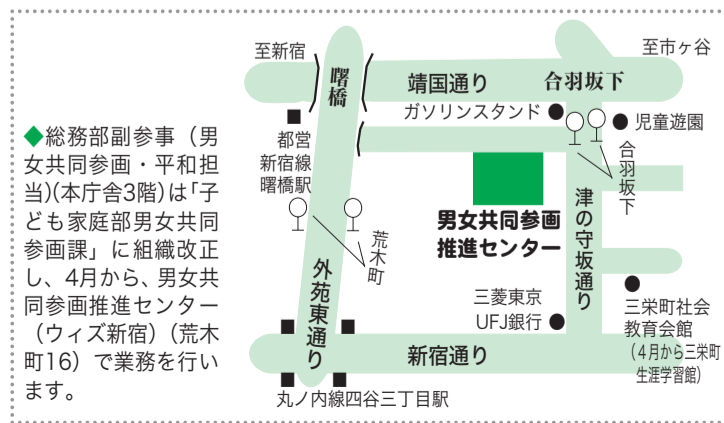 ◆総務部副参事（男
女共同参画・平和担
当)(本庁舎3階)は「子
ども家庭部男女共同
参画課」に組織改正
し、4月から、男女共
同参画推進センター
（ウィズ新宿）(荒木
町16）で業務を行い
ます。
至新宿
曙橋
靖国通り
合羽坂下
至市ヶ谷
ガソリンスタンド
児童遊園
都営
新宿線
曙橋駅
合羽坂下
男女共同参画
推進センター
津の守坂通り
荒木町
外苑東通り
三菱東京
UFJ銀行
三栄町社会
教育会館
(４月から三栄町
生涯学習館)
新宿通り
丸ノ内線四谷三丁目駅